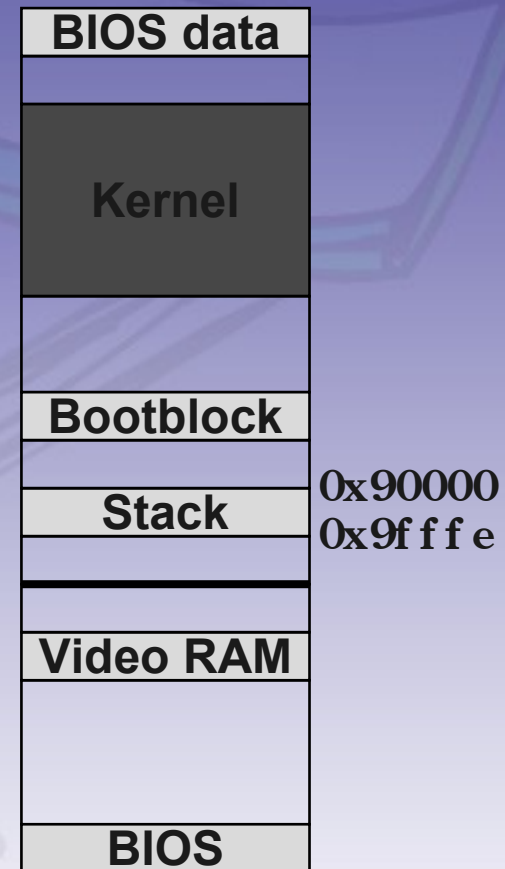 BIOS data
Kernel
Bootblock
Stack
0x90000
0x9fffe
Video RAM
BIOS